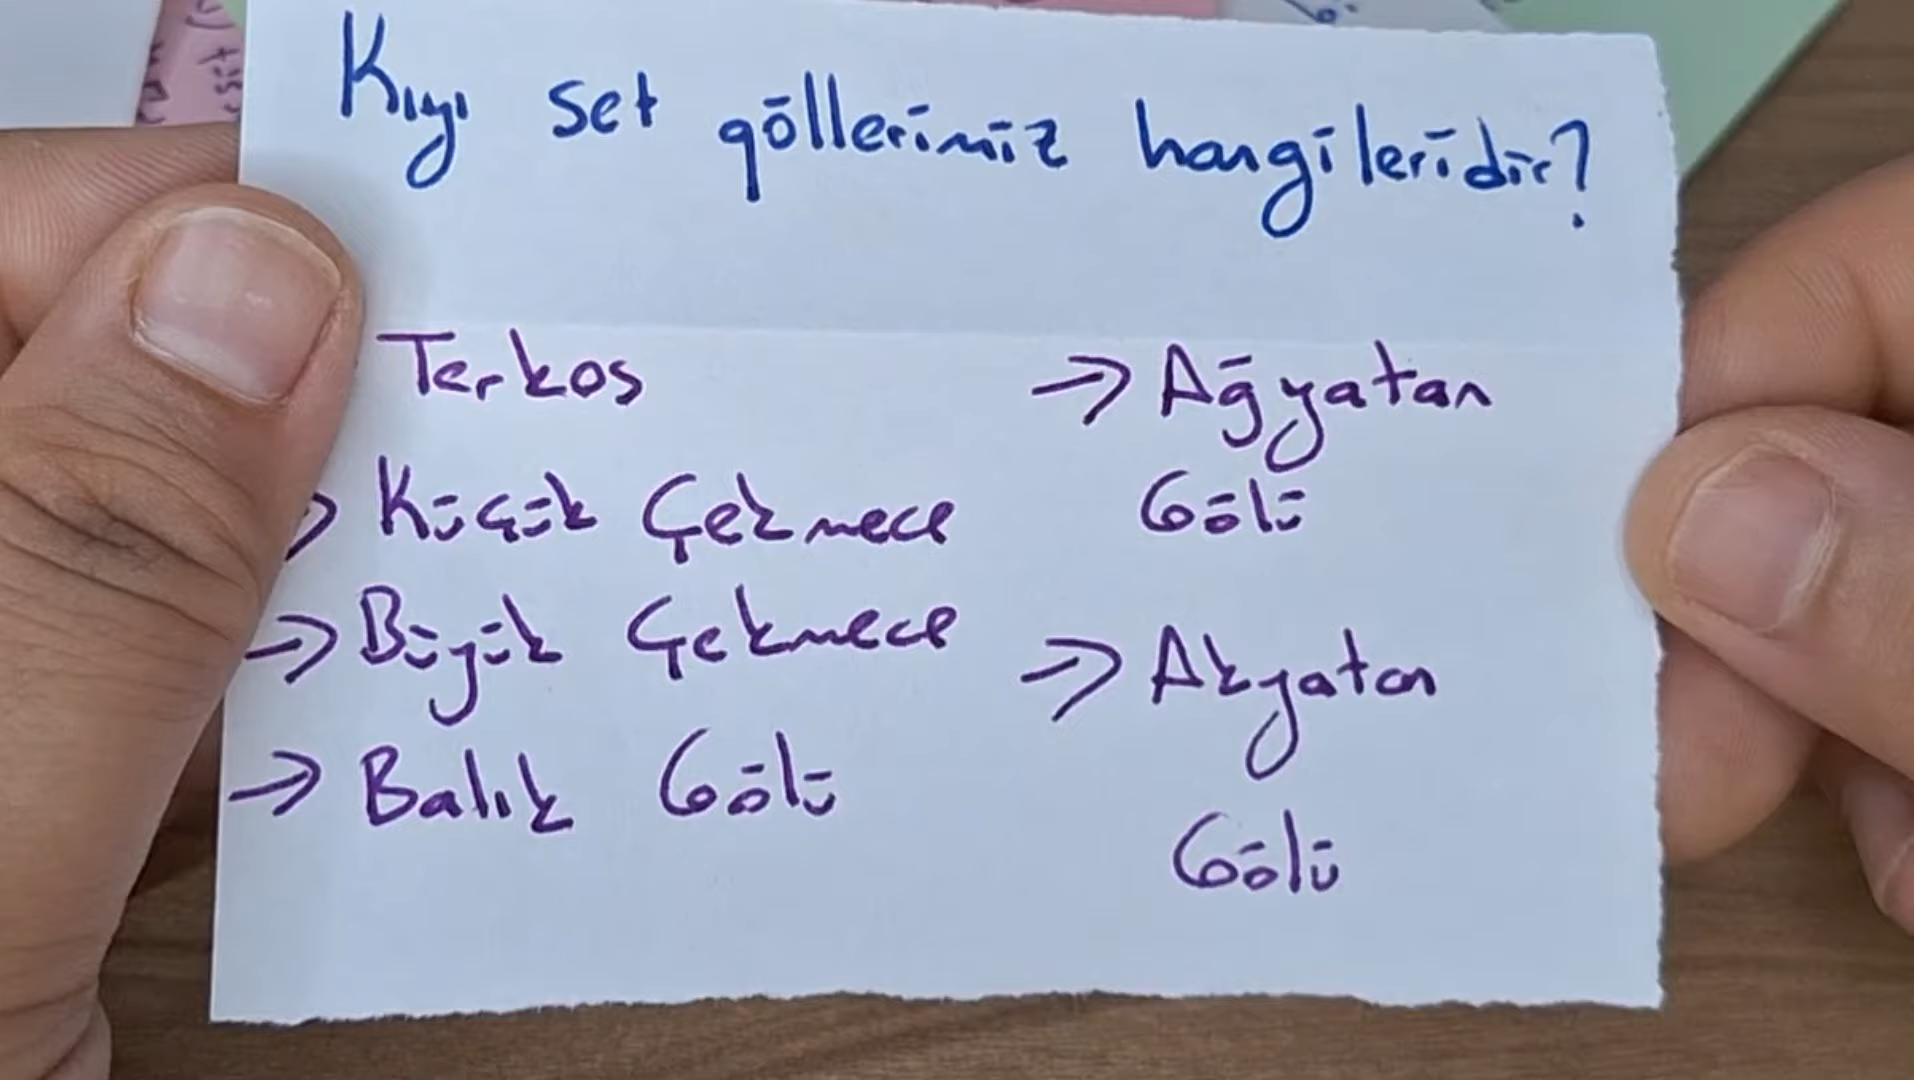 Kıyı set göllerimiz hangileridir?
Terkos
→ Küçük Çekmece
→ Büyük Çekmece
→ Balık Gölü
→ Ağyatan
Gölü
→ Akyatan
Gölü